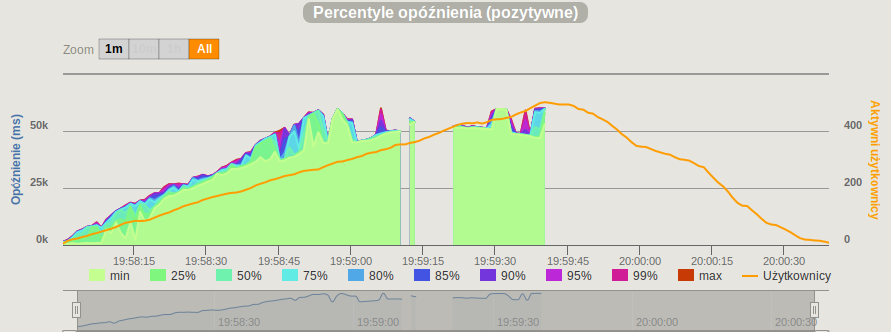 Percentyle opóźnienia (pozytywne)
Zoom 1m 10m 1h All
Opóźnienie (ms)
50k
25k
0k
400
200
0
Aktywni użytkownicy
19:58:15 19:58:30 19:58:45 19:59:00 19:59:15 19:59:30 19:59:45 20:00:00 20:00:15 20:00:30
min 25% 50% 75% 80% 85% 90% 95% 99% max Użytkownicy
19:58:30 19:59:00 19:59:30 20:00:00 20:00:30